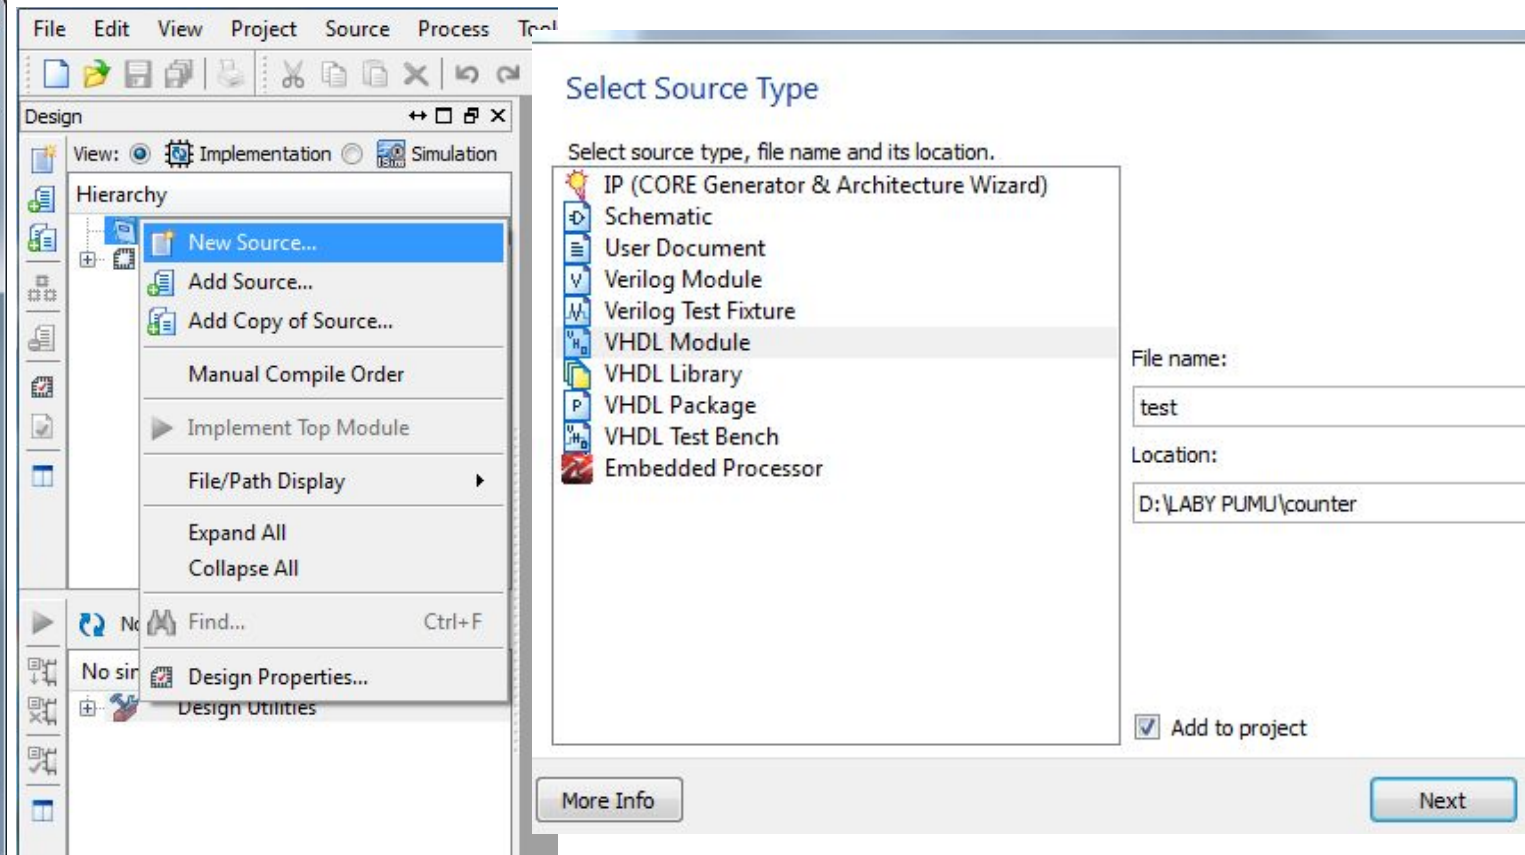 File Edit View Project Source Process
Design
View: Implementation Simulation
Hierarchy
New Source...
Add Source...
Add Copy of Source...
Manual Compile Order
Implement Top Module
File/Path Display
Expand All
Collapse All
Find... Ctrl+F
No sin
Design Properties...
Design Utilities
Select Source Type
Select source type, file name and its location.
IP (CORE Generator & Architecture Wizard)
Schematic
User Document
Verilog Module
Verilog Test Fixture
VHDL Module
VHDL Library
VHDL Package
VHDL Test Bench
Embedded Processor
File name:
test
Location:
D:\LABY PUMU\counter
Add to project
More Info
Next